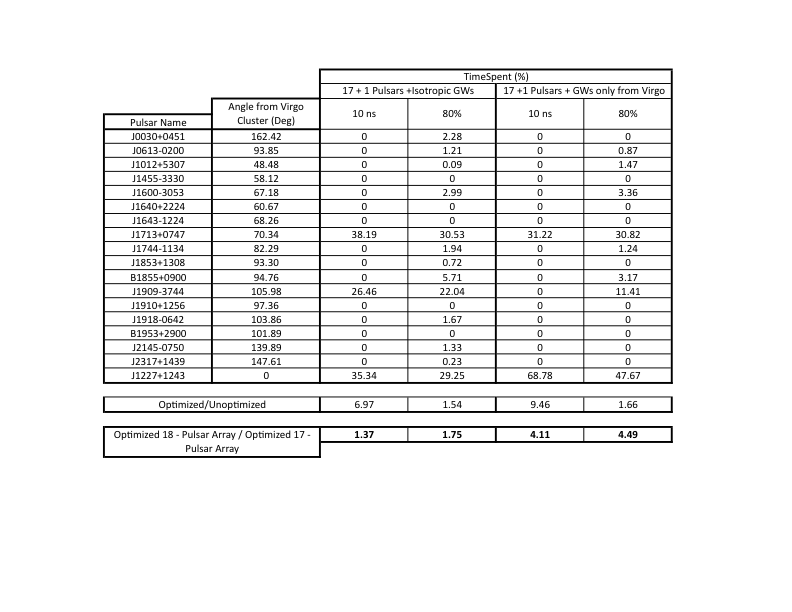 TimeSpent (%)
17 + 1 Pulsars +Isotropic GWs 17 +1 Pulsars + GWs only from Virgo
Pulsar Name Angle from Virgo Cluster (Deg) 10 ns 80% 10 ns 80%
J0030+0451 162.42 0 2.28 0 0
J0613-0200 93.85 0 1.21 0 0.87
J1012+5307 48.48 0 0.09 0 1.47
J1455-3330 58.12 0 0 0 0
J1600-3053 67.18 0 2.99 0 3.36
J1640+2224 60.67 0 0 0 0
J1643-1224 68.26 0 0 0 0
J1713+0747 70.34 38.19 30.53 31.22 30.82
J1744-1134 82.29 0 1.94 0 1.24
J1853+1308 93.30 0 0.72 0 0
B1855+0900 94.76 0 5.71 0 3.17
J1909-3744 105.98 26.46 22.04 0 11.41
J1910+1256 97.36 0 0 0 0
J1918-0642 103.86 0 1.67 0 0
B1953+2900 101.89 0 0 0 0
J2145-0750 139.89 0 1.33 0 0
J2317+1439 147.61 0 0.23 0 0
J1227+1243 0 35.34 29.25 68.78 47.67
Optimized/Unoptimized 6.97 1.54 9.46 1.66
Optimized 18 - Pulsar Array / Optimized 17 - 1.37 1.75 4.11 4.49
Pulsar Array